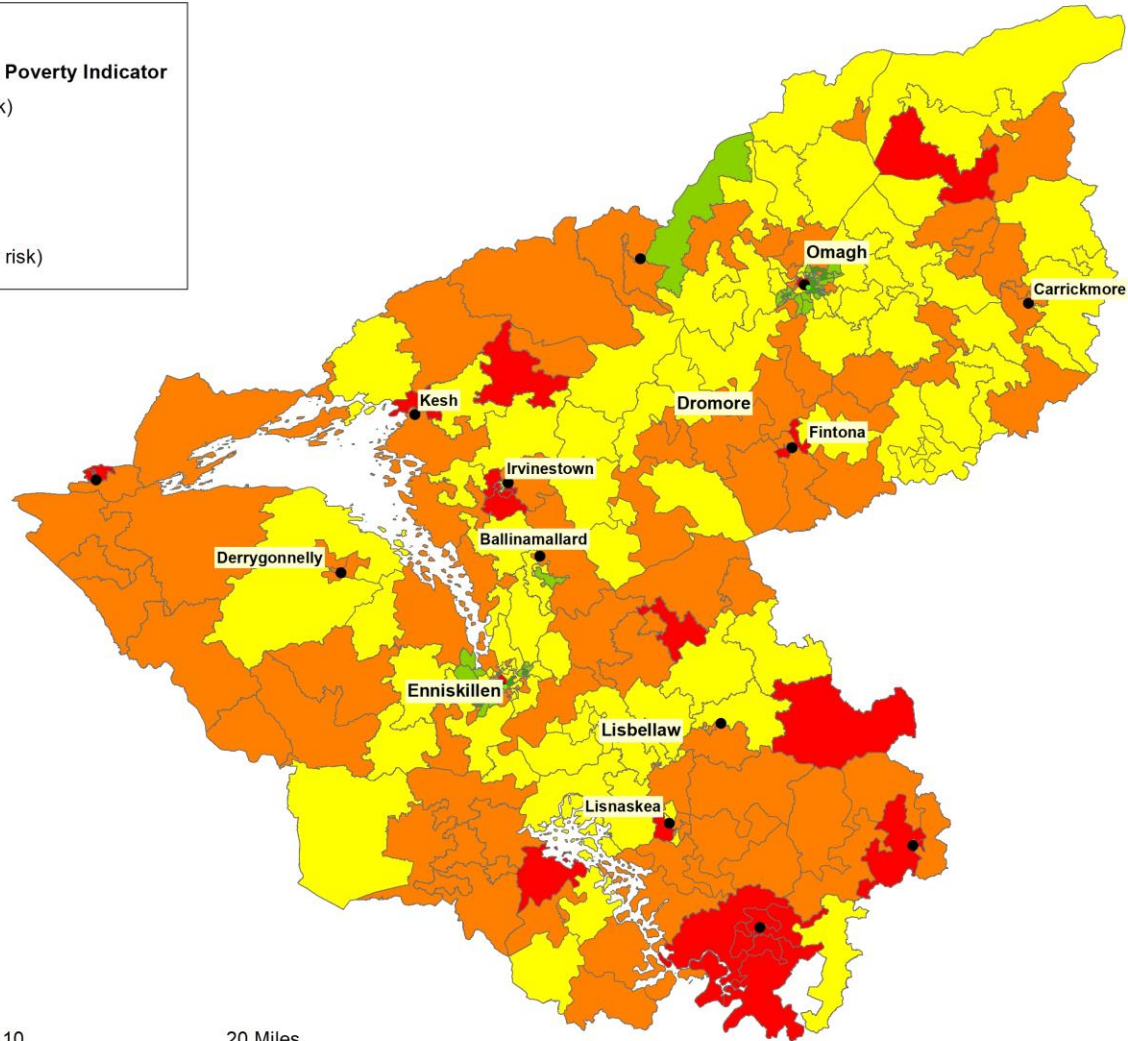 Poverty Indicator
k)
risk)
Omagh
Carrickmore
Kesh
Dromore
Fintona
Irvinestown
Ballinamallard
Derrygonnelly
Enniskillen
Lisbellaw
Lisnaskea
10
20 Miles